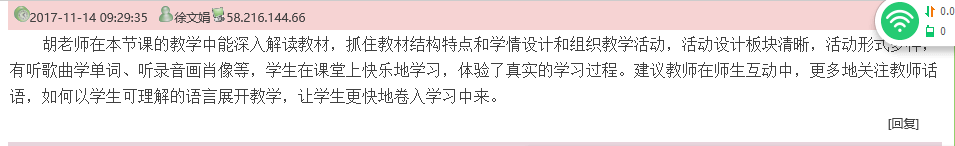 2017-11-14 09:29:35 徐文娟 58.216.144.66
0.0
0
胡老师在本节课的教学中能深入解读教材，抓住教材结构特点和学情设计和组织教学活动，活动设计板块清晰，活动形式多样，
有听歌曲学单词、听录音画肖像等，学生在课堂上快乐地学习，体验了真实的学习过程。建议教师在师生互动中，更多地关注教师话
语，如何以学生可理解的语言展开教学，让学生更快地卷入学习中来。
[回复]